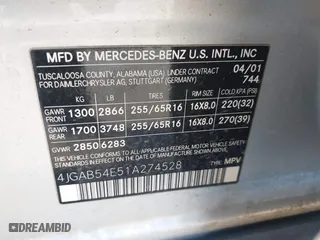 MFD BY MERCEDES-BENZ U.S. INTL., INC
TUSCALOOSA COUNTY, ALABAMA (USA) UNDER CONTRACT 04/01
FOR DAIMLERCHRYSLER AG, STUTTGART (GERMANY) 744
KG LB TIRES RIM SIZE COLD KPA (PSI)
GAWR FRONT 1300 2866 255/65R16 16X8.0 220(32)
GAWR REAR 1700 3748 255/65R16 16X8.0 270(39)
GVWR 2850 6283
4JGAB54E51A274528 TYPE MPV
DREAMBID